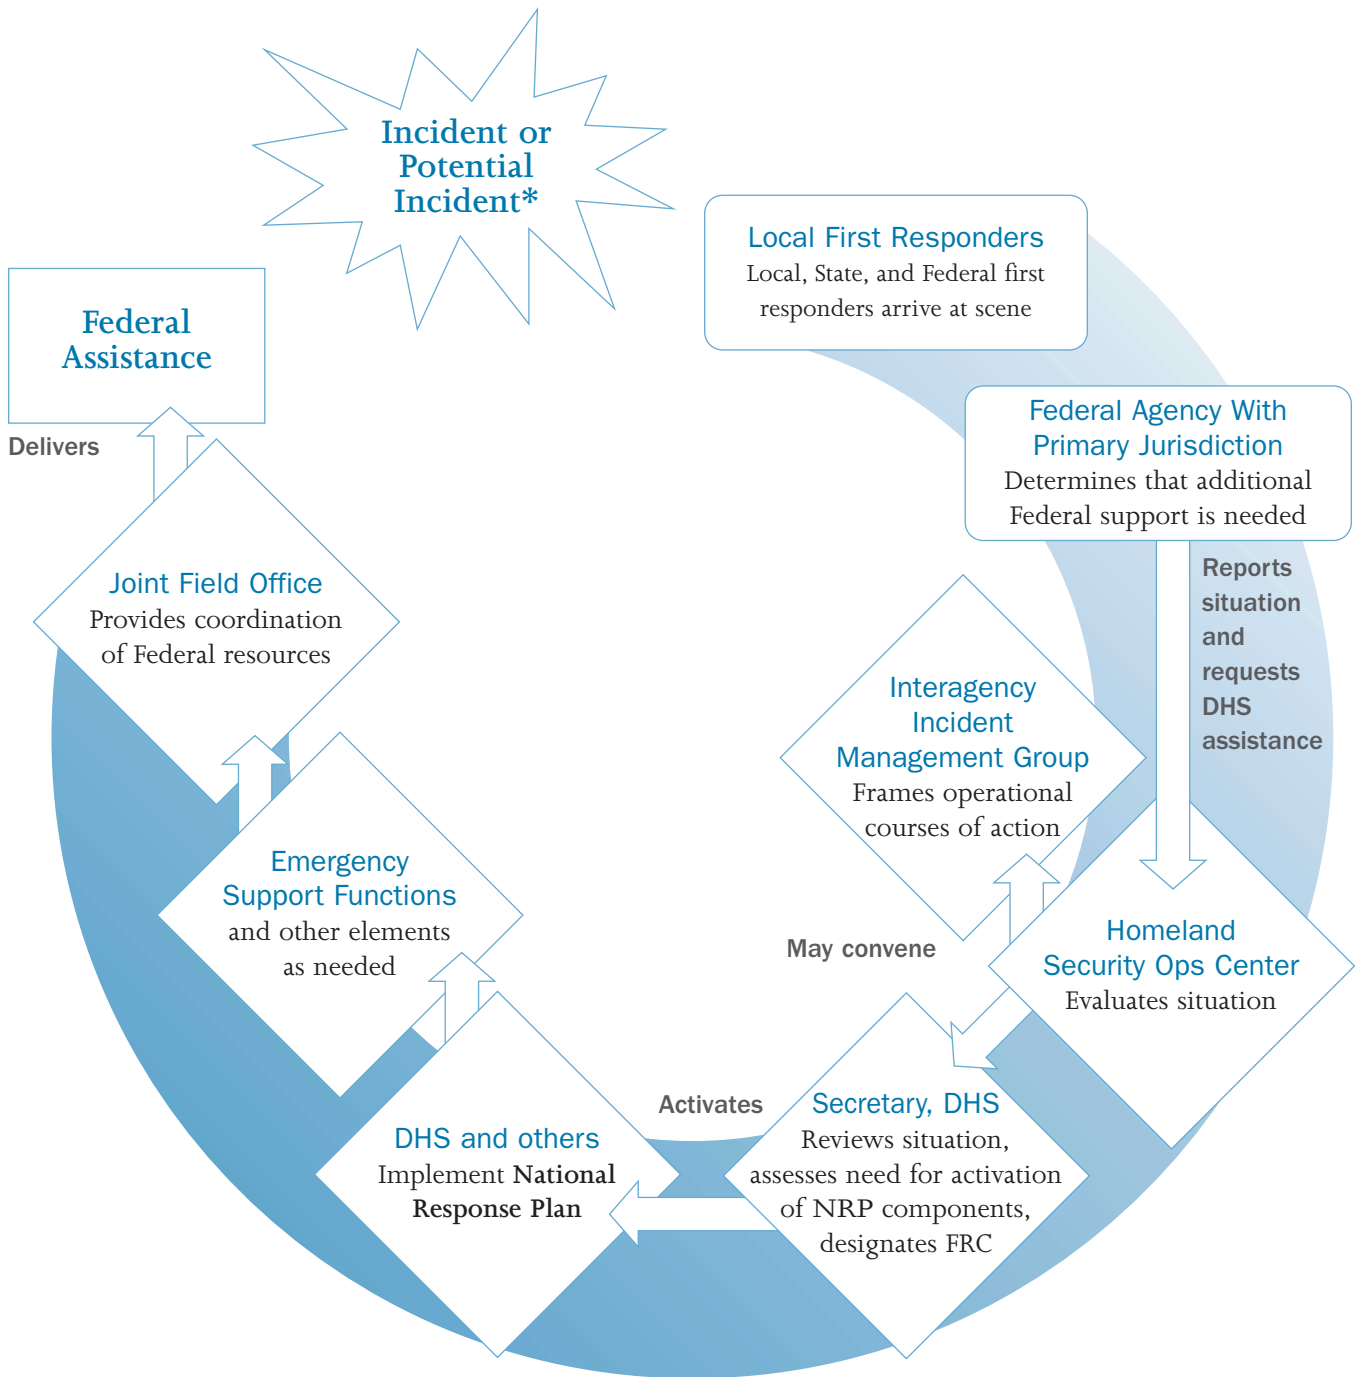 Incident or
Potential
Incident*
Local First Responders
Local, State, and Federal first
responders arrive at scene
Federal Agency With
Primary Jurisdiction
Determines that additional
Federal support is needed
Reports
situation
and
requests
DHS
assistance
Interagency
Incident
Management Group
Frames operational
courses of action
Homeland
Security Ops Center
Evaluates situation
May convene
Secretary, DHS
Reviews situation,
assesses need for activation
of NRP components,
designates FRC
Activates
DHS and others
Implement National
Response Plan
Emergency
Support Functions
and other elements
as needed
Joint Field Office
Provides coordination
of Federal resources
Delivers
Federal
Assistance